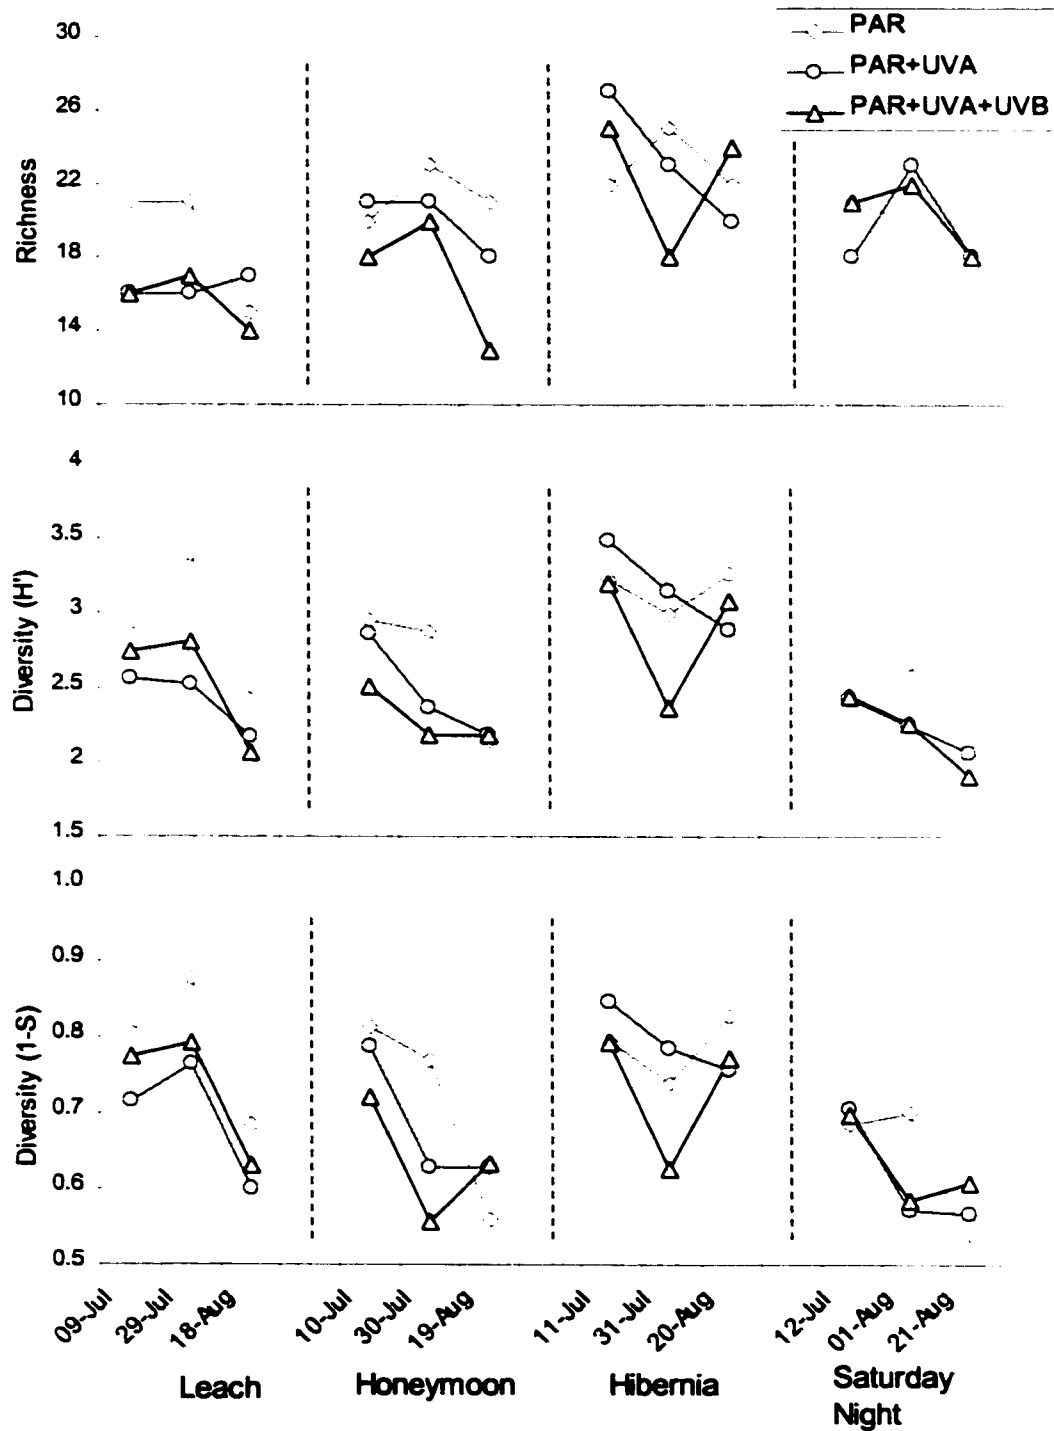 PAR
PAR+UVA
PAR+UVA+UVB
30
26
22
18
14
10
Richness
4
3.5
3
2.5
2
1.5
Diversity (H')
1.0
0.9
0.8
0.7
0.6
0.5
Diversity (1-S)
09-Jul 29-Jul 18-Aug 10-Jul 30-Jul 19-Aug 11-Jul 31-Jul 20-Aug 12-Jul 01-Aug 21-Aug
Leach Honeymoon Hibernia Saturday
Night